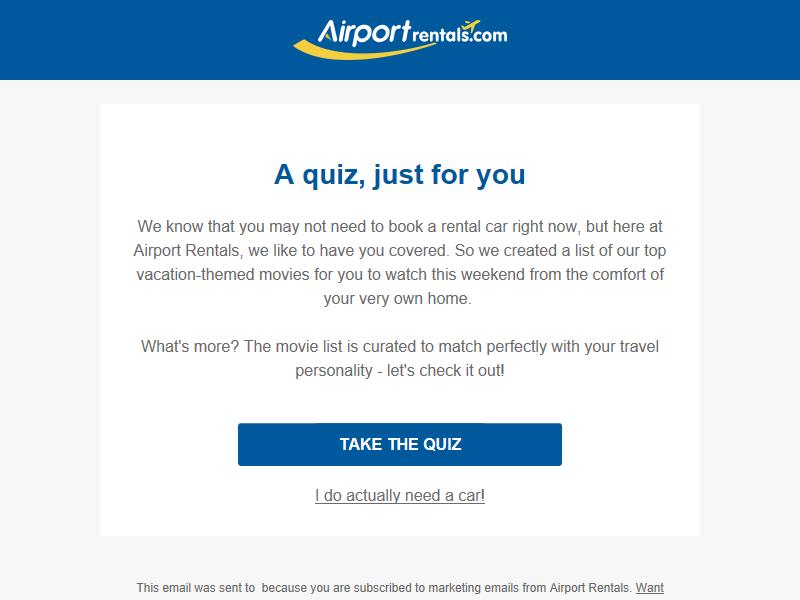 Airportrentals.com
A quiz, just for you
We know that you may not need to book a rental car right now, but here at
Airport Rentals, we like to have you covered. So we created a list of our top
vacation-themed movies for you to watch this weekend from the comfort of
your very own home.
What's more? The movie list is curated to match perfectly with your travel
personality - let's check it out!
TAKE THE QUIZ
I do actually need a car!
This email was sent to  because you are subscribed to marketing emails from Airport Rentals. Want